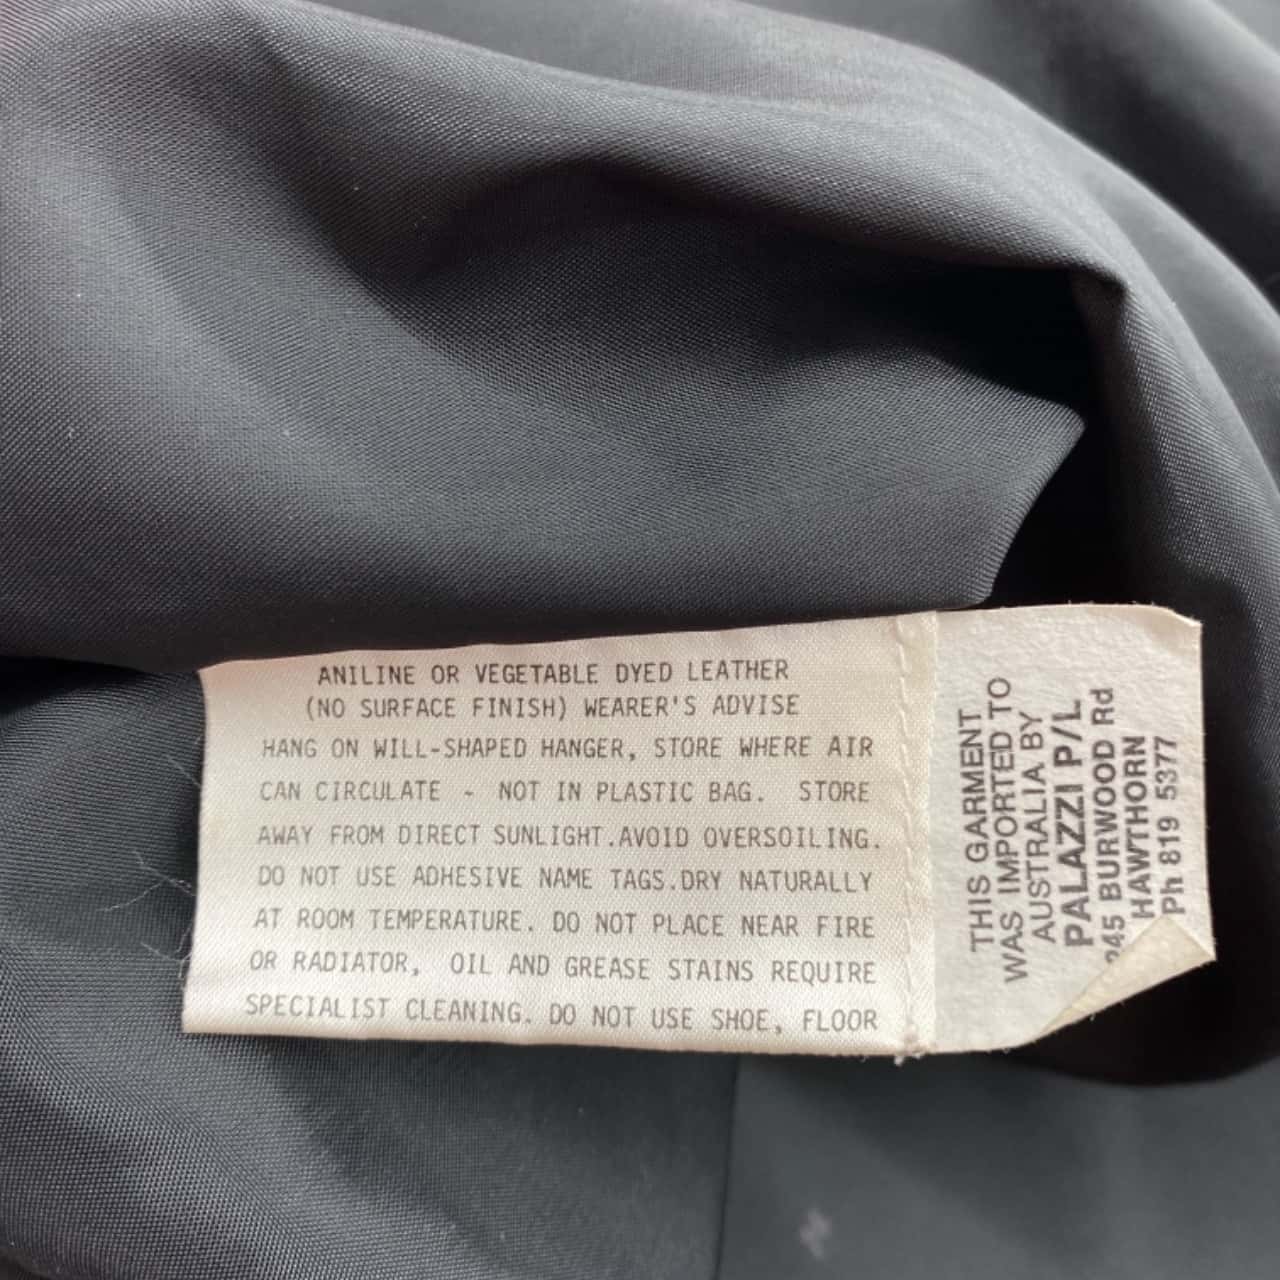 ANILINE OR VEGETABLE DYED LEATHER
(NO SURFACE FINISH) WEARER'S ADVISE
HANG ON WILL-SHAPED HANGER, STORE WHERE AIR
CAN CIRCULATE - NOT IN PLASTIC BAG. STORE
AWAY FROM DIRECT SUNLIGHT.AVOID OVERSOILING.
DO NOT USE ADHESIVE NAME TAGS.DRY NATURALLY
AT ROOM TEMPERATURE. DO NOT PLACE NEAR FIRE
OR RADIATOR, OIL AND GREASE STAINS REQUIRE
SPECIALIST CLEANING. DO NOT USE SHOE, FLOOR
THIS GARMENT
WAS IMPORTED TO
AUSTRALIA BY
PALAZZI P/L
BURWOOD Rd
HAWTHORN
Ph 819 5377